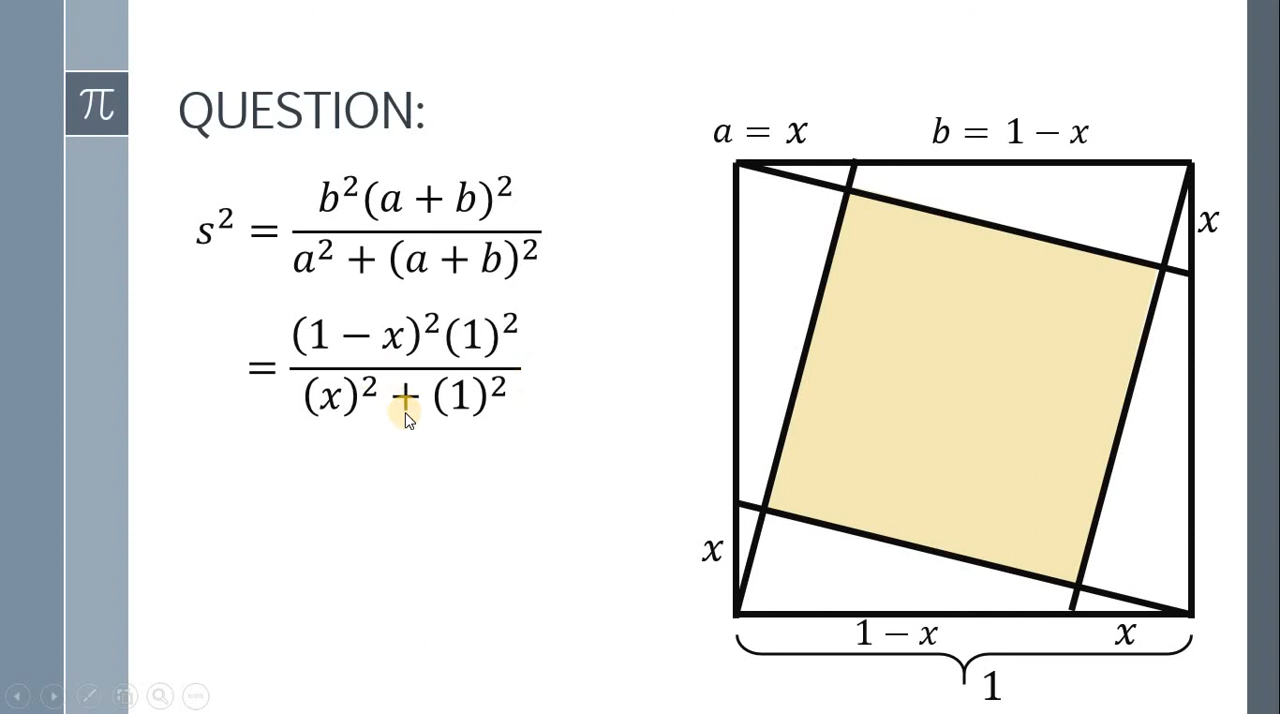 π
QUESTION:
s² = b²(a + b)² / a² + (a + b)²
= (1 − x)²(1)² / (x)² + (1)²
a = x
b = 1 − x
x
x
1 − x
x
1